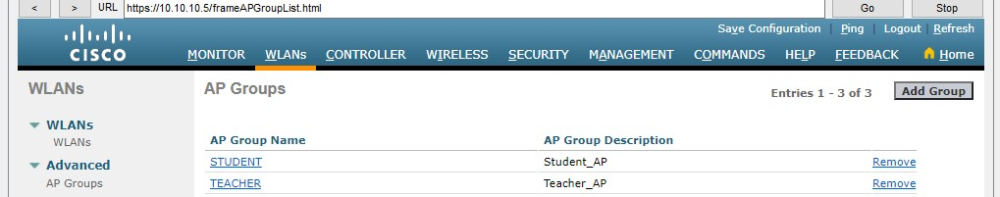 < > URL https://10.10.10.5/frameAPGroupList.html Go Stop
Save Configuration | Ping | Logout | Refresh
CISCO MONITOR WLANs CONTROLLER WIRELESS SECURITY MANAGEMENT COMMANDS HELP FEEDBACK Home
WLANs AP Groups Entries 1 - 3 of 3 Add Group
WLANs
WLANs
Advanced
AP Groups
AP Group Name AP Group Description
STUDENT Student_AP Remove
TEACHER Teacher_AP Remove